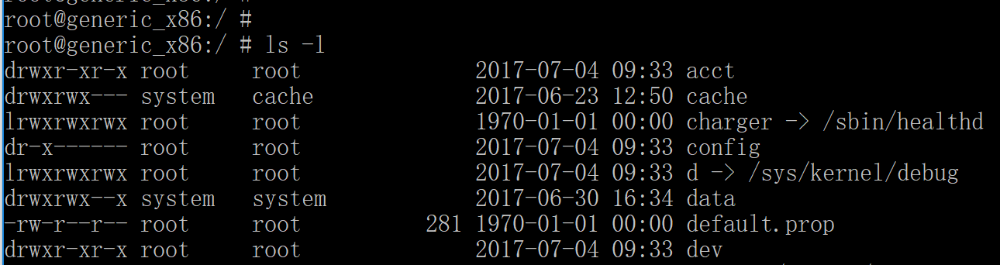 root@generic_x86:/ #
root@generic_x86:/ # ls -l
drwxr-xr-x root     root              2017-07-04 09:33 acct
drwxrwx--- system   cache             2017-06-23 12:50 cache
lrwxrwxrwx root     root              1970-01-01 00:00 charger -> /sbin/healthd
dr-x------ root     root              2017-07-04 09:33 config
lrwxrwxrwx root     root              2017-07-04 09:33 d -> /sys/kernel/debug
drwxrwx--x system   system            2017-06-30 16:34 data
-rw-r--r-- root     root          281 1970-01-01 00:00 default.prop
drwxr-xr-x root     root              2017-07-04 09:33 dev